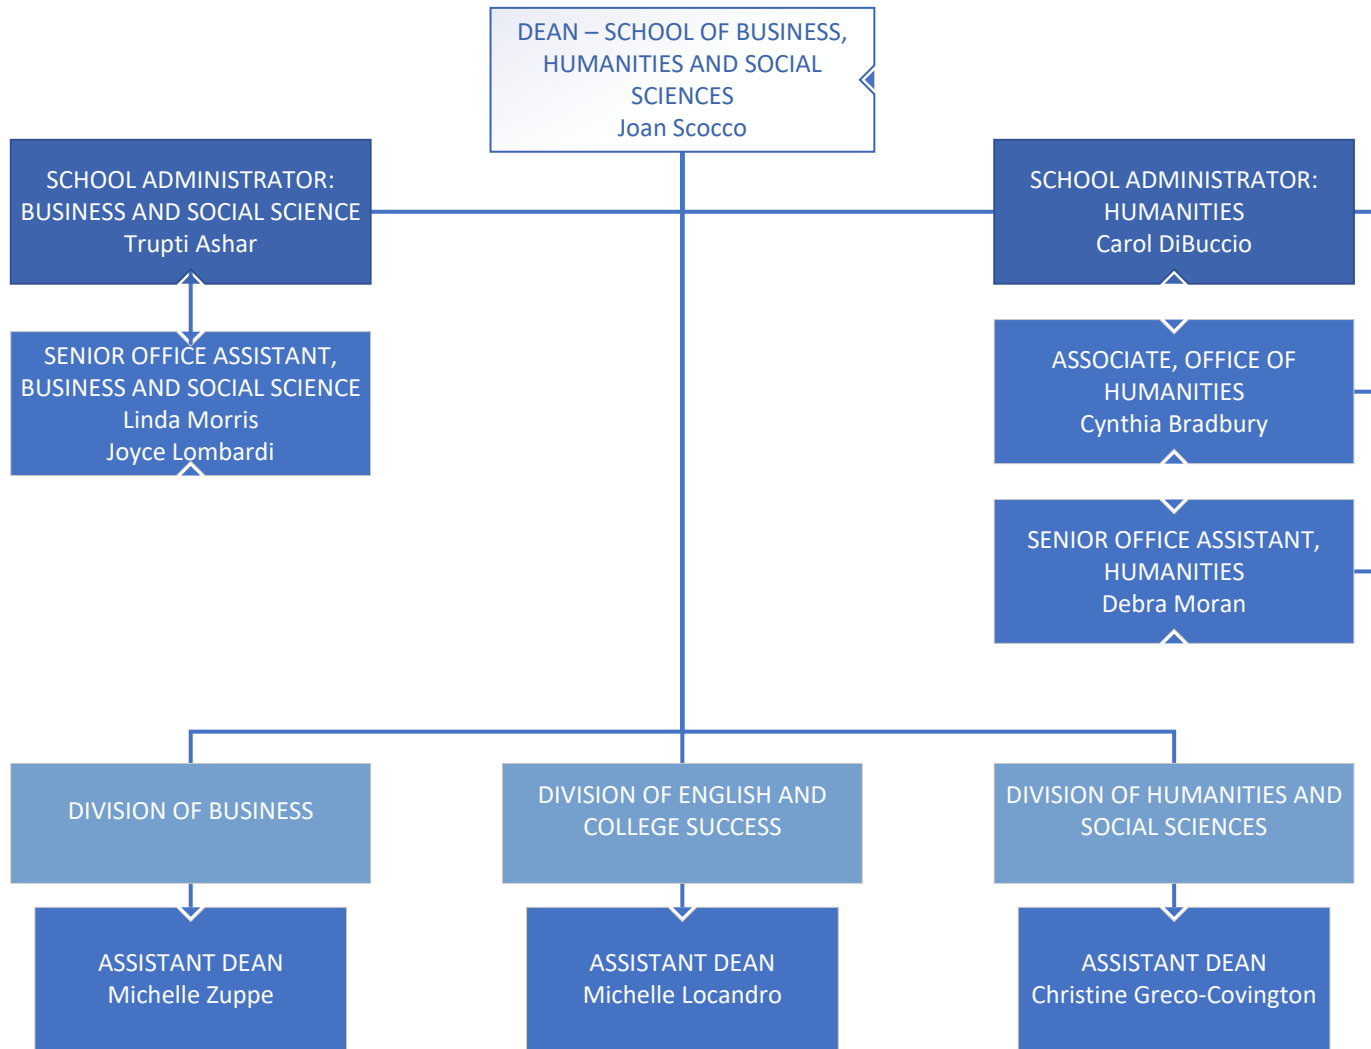 DEAN – SCHOOL OF BUSINESS,
HUMANITIES AND SOCIAL
SCIENCES
Joan Scocco
SCHOOL ADMINISTRATOR:
BUSINESS AND SOCIAL SCIENCE
Trupti Ashar
SCHOOL ADMINISTRATOR:
HUMANITIES
Carol DiBuccio
SENIOR OFFICE ASSISTANT,
BUSINESS AND SOCIAL SCIENCE
Linda Morris
Joyce Lombardi
ASSOCIATE, OFFICE OF
HUMANITIES
Cynthia Bradbury
SENIOR OFFICE ASSISTANT,
HUMANITIES
Debra Moran
DIVISION OF BUSINESS
DIVISION OF ENGLISH AND
COLLEGE SUCCESS
DIVISION OF HUMANITIES AND
SOCIAL SCIENCES
ASSISTANT DEAN
Michelle Zuppe
ASSISTANT DEAN
Michelle Locandro
ASSISTANT DEAN
Christine Greco-Covington